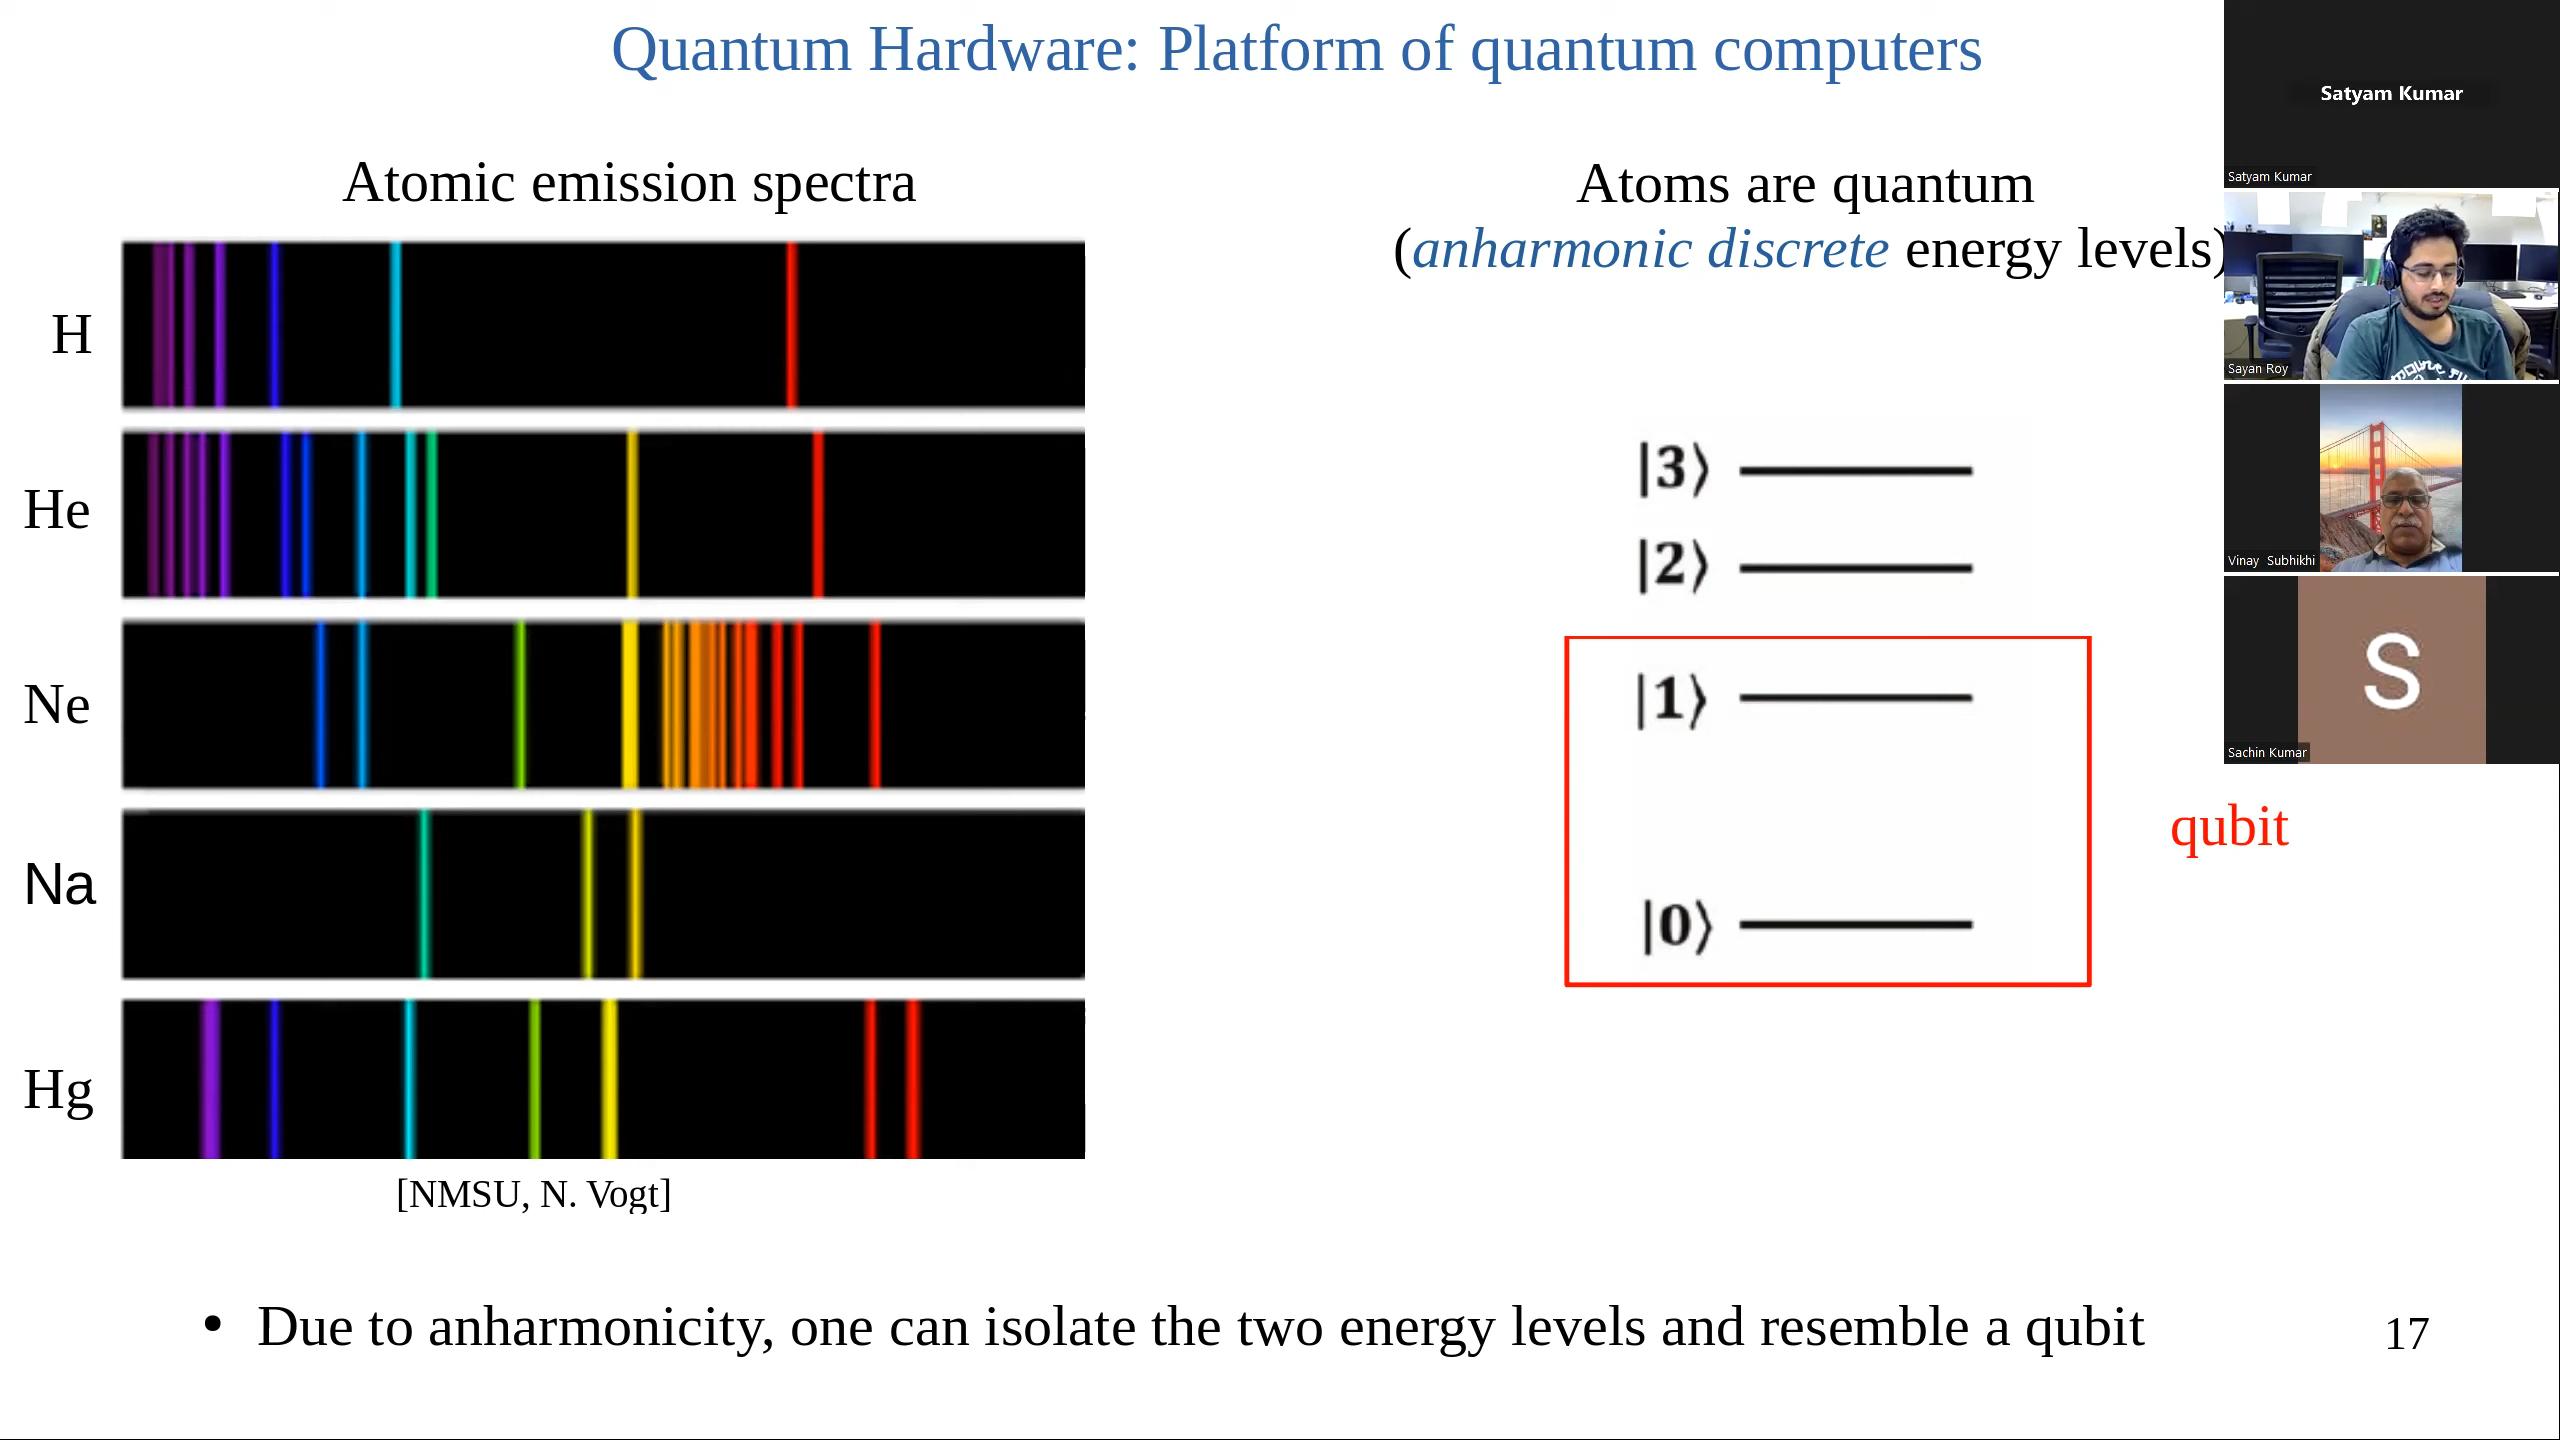 Quantum Hardware: Platform of quantum computers
Atomic emission spectra
H
He
Ne
Na
Hg
[NMSU, N. Vogt]
Atoms are quantum
(anharmonic discrete energy levels)
|3⟩
|2⟩
|1⟩
|0⟩
qubit
• Due to anharmonicity, one can isolate the two energy levels and resemble a qubit
17
Satyam Kumar
Satyam Kumar
Sayan Roy
Vinay Subhikhi
S
Sachin Kumar